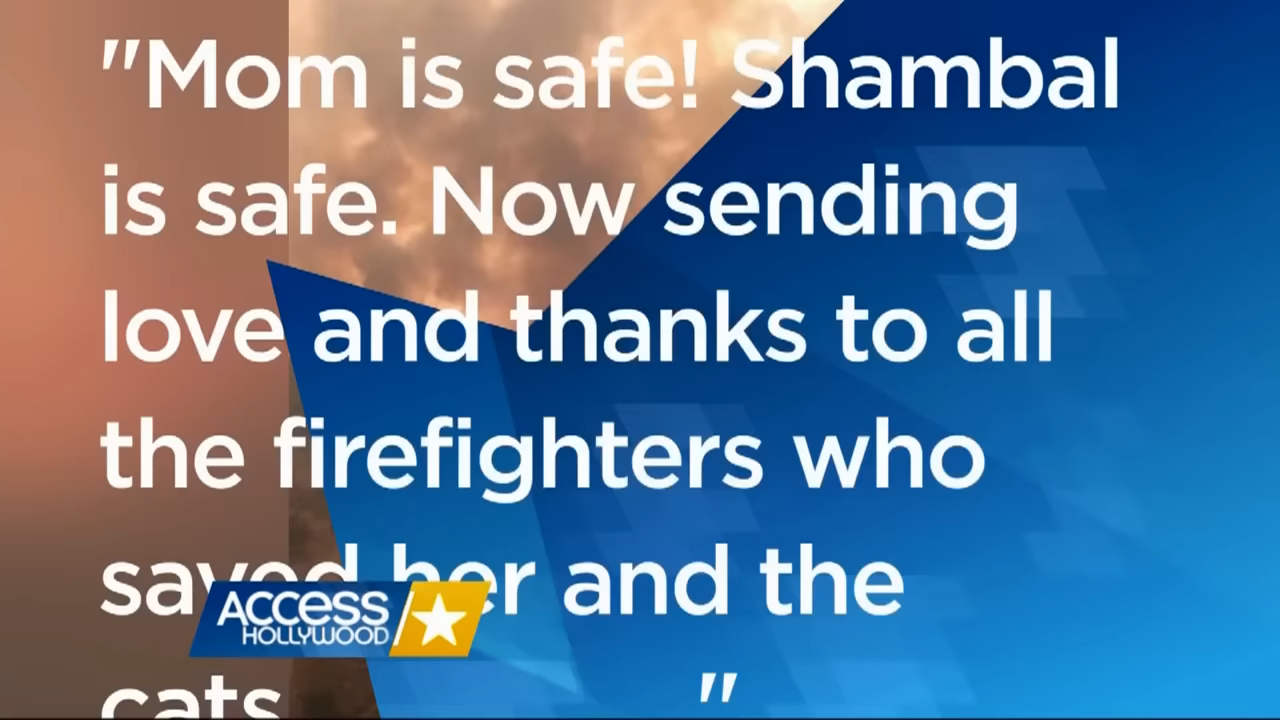 "Mom is safe! Shambal
is safe. Now sending
love and thanks to all
the firefighters who
saved her and the
cats "
ACCESS
HOLLYWOOD